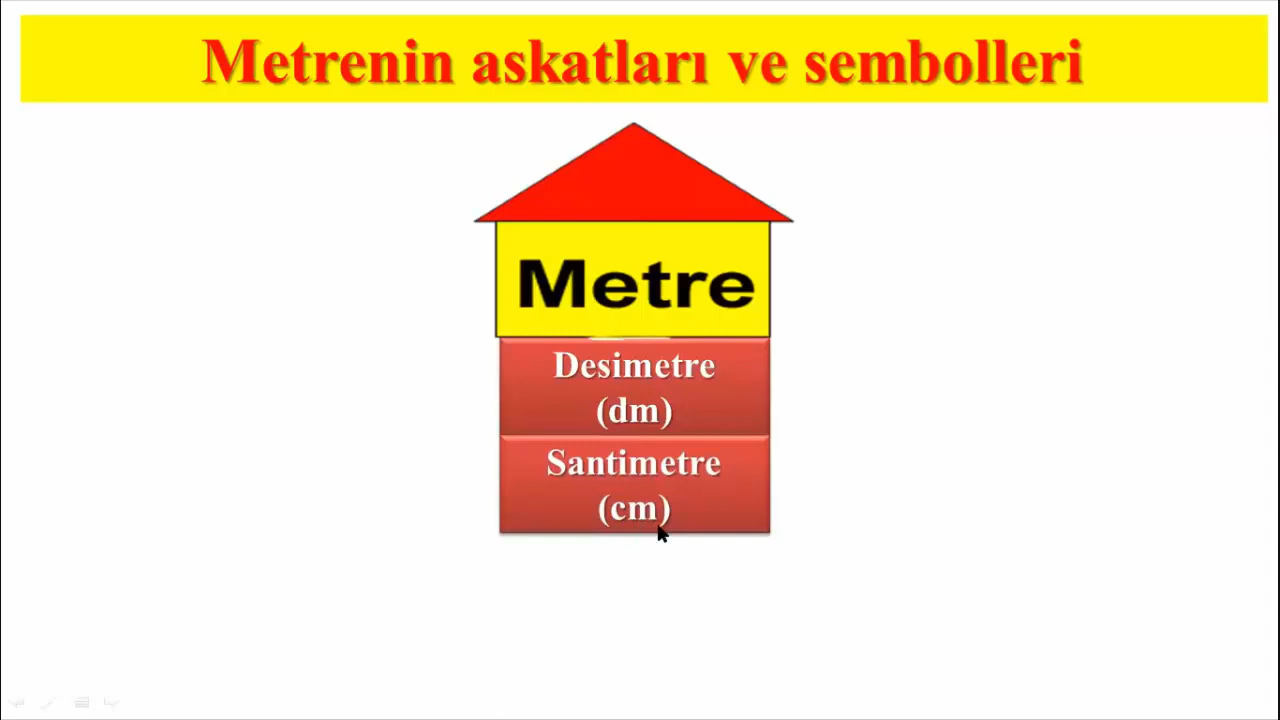 Metrenin askatları ve sembolleri
Metre
Desimetre
(dm)
Santimetre
(cm)